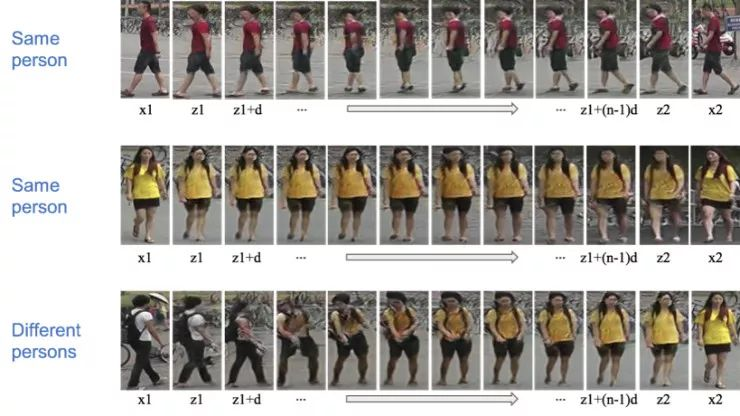 Same
person
x1 z1 z1+d ... ... z1+(n-1)d z2 x2
Same
person
x1 z1 z1+d ... ... z1+(n-1)d z2 x2
Different
persons
x1 z1 z1+d ... ... z1+(n-1)d z2 x2